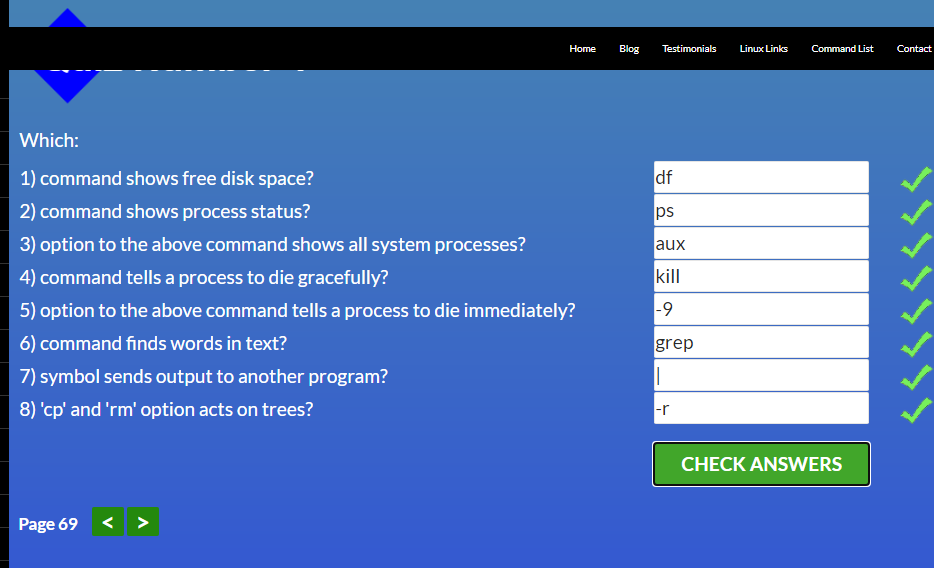 Home Blog Testimonials Linux Links Command List Contact
Which:
1) command shows free disk space? df
2) command shows process status? ps
3) option to the above command shows all system processes? aux
4) command tells a process to die gracefully? kill
5) option to the above command tells a process to die immediately? -9
6) command finds words in text? grep
7) symbol sends output to another program? |
8) 'cp' and 'rm' option acts on trees? -r
CHECK ANSWERS
Page 69 < >